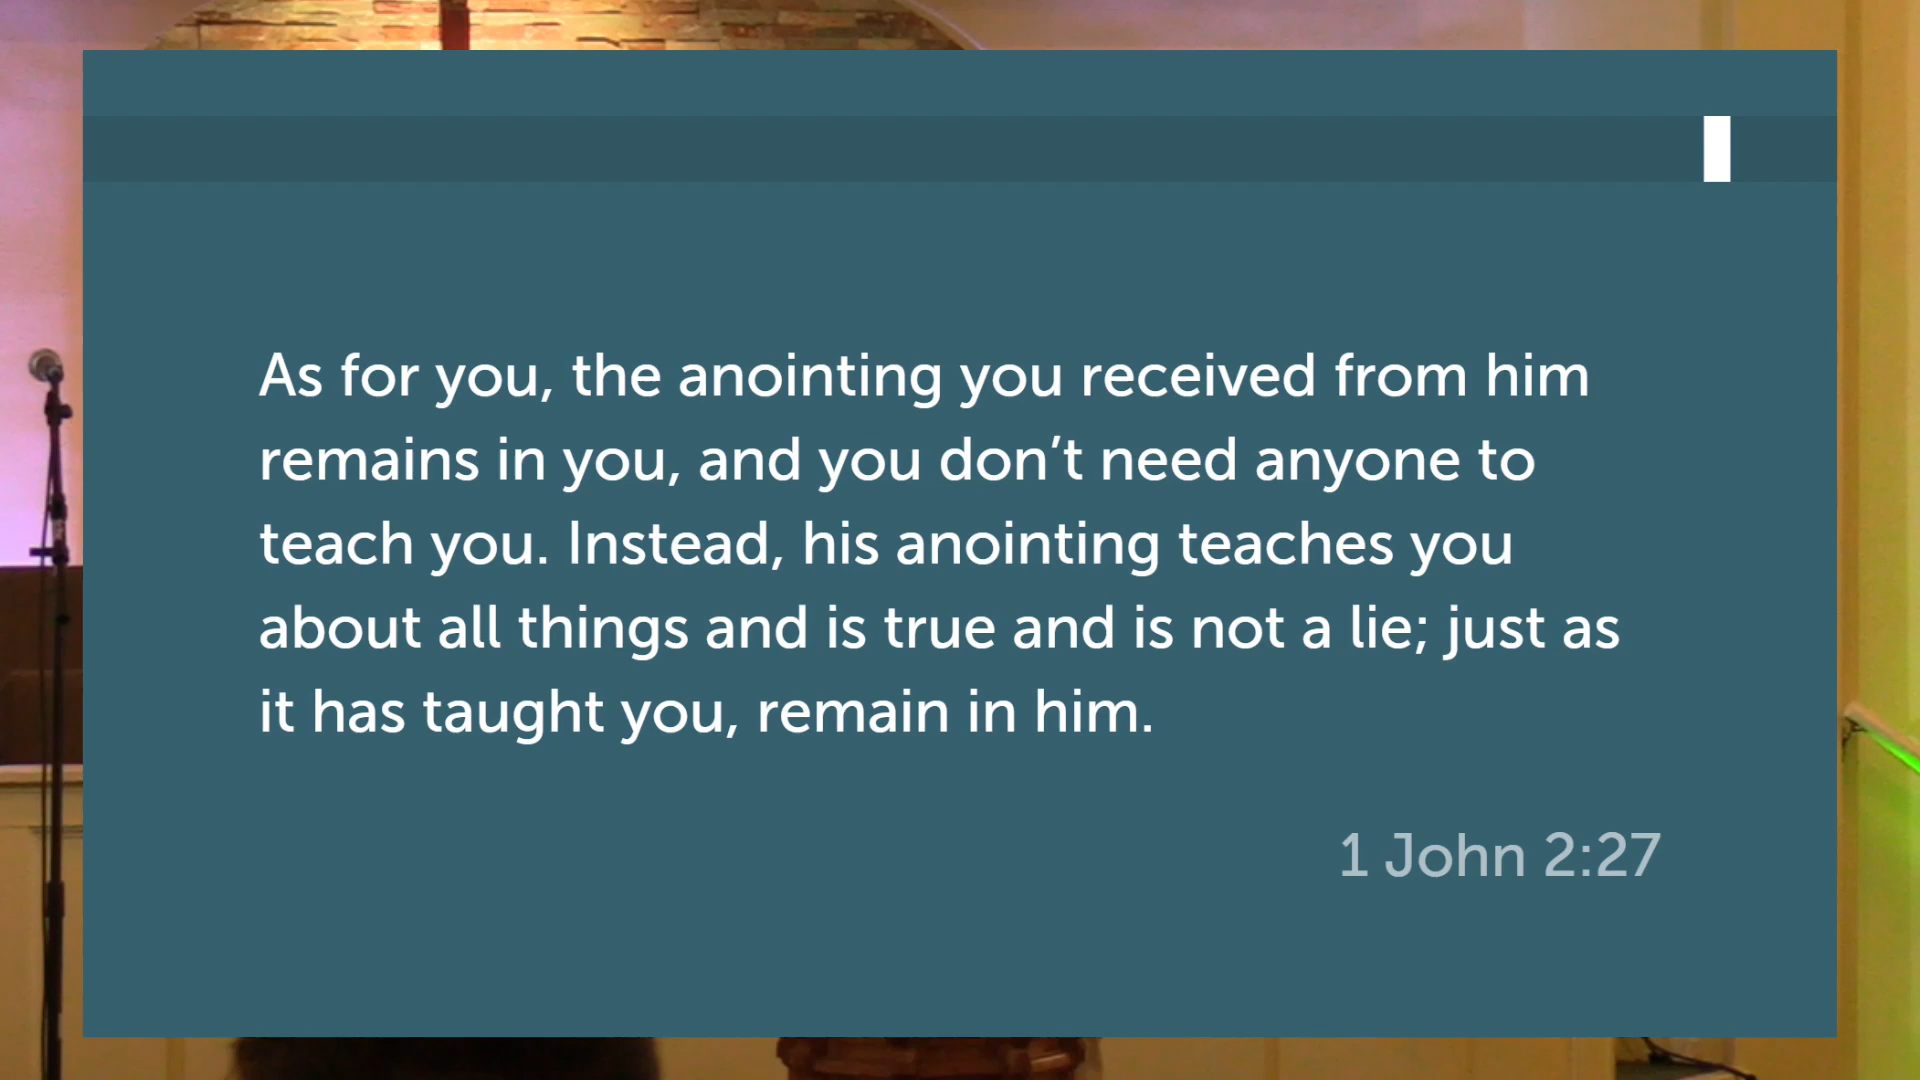 As for you, the anointing you received from him
remains in you, and you don’t need anyone to
teach you. Instead, his anointing teaches you
about all things and is true and is not a lie; just as
it has taught you, remain in him.
1 John 2:27